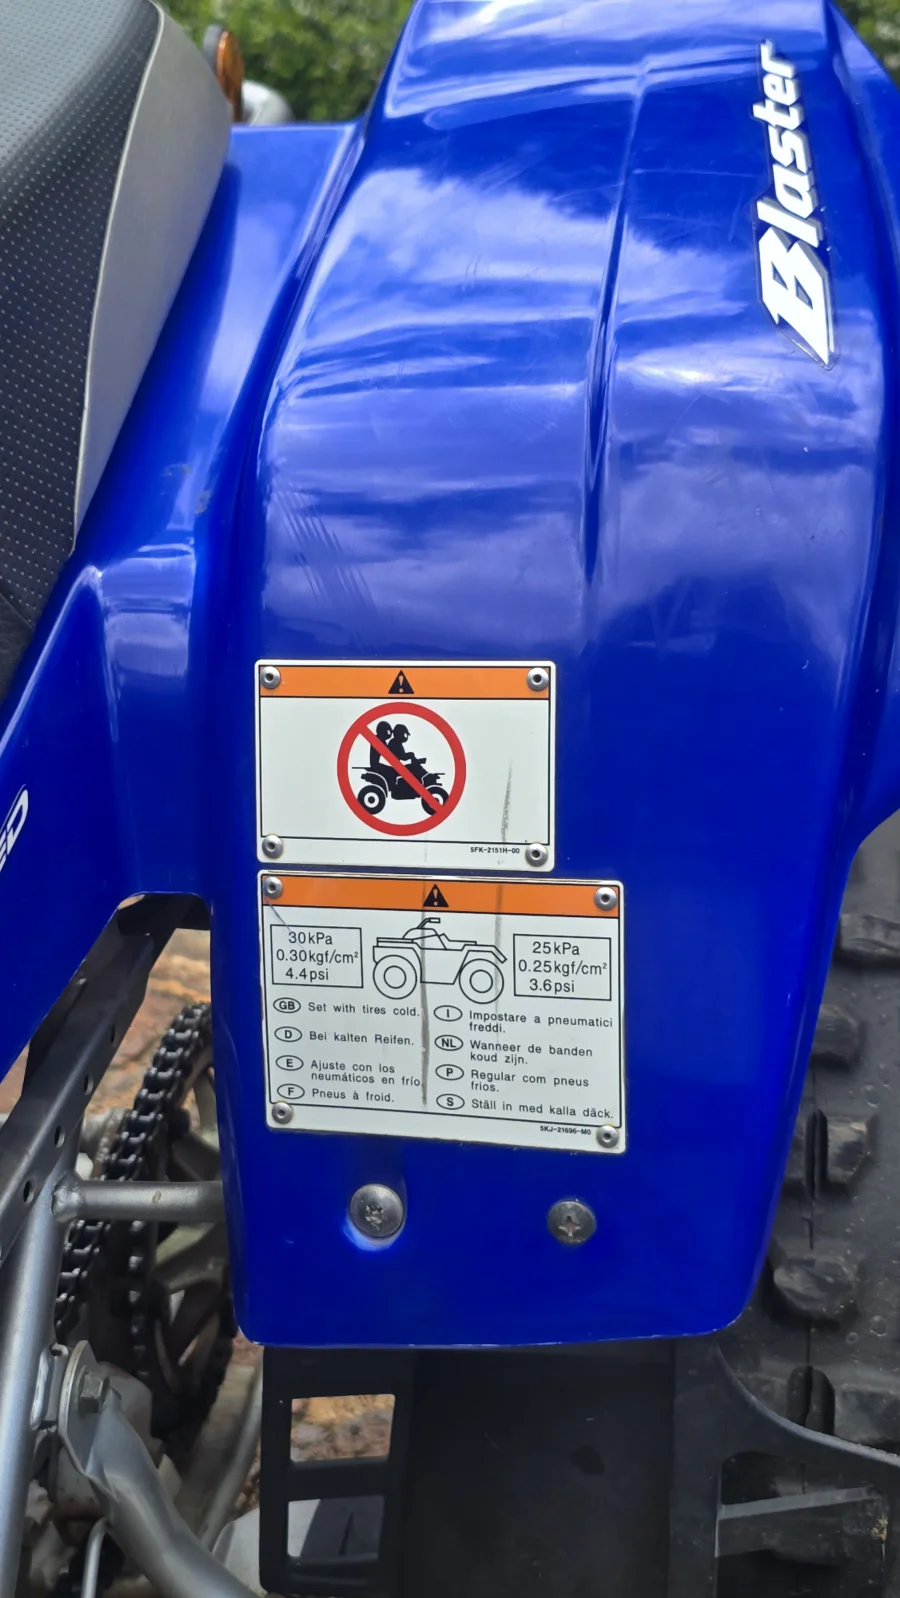 Blaster
ED
5FK-2151H-00
30kPa
0.30kgf/cm²
4.4psi
25kPa
0.25kgf/cm²
3.6psi
GB Set with tires cold.
D Bei kalten Reifen.
E Ajuste con los
neumáticos en frío.
F Pneus à froid.
I Impostare a pneumatici
freddi.
NL Wanneer de banden
koud zijn.
P Regular com pneus
frios.
S Ställ in med kalla däck.
5KJ-21696-M0